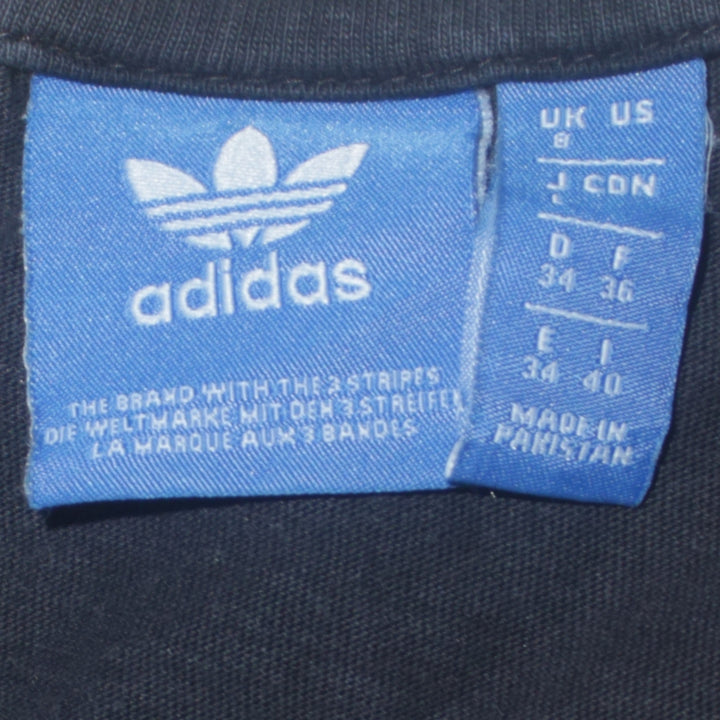 adidas
THE BRAND WITH THE 3 STRIPES
DIE WELTMARKE MIT DEN 3 STREIFEN
LA MARQUE AUX 3 BANDES
UK US
8
J CDN
D F
34 36
E I
34 40
MADE IN
PAKISTAN